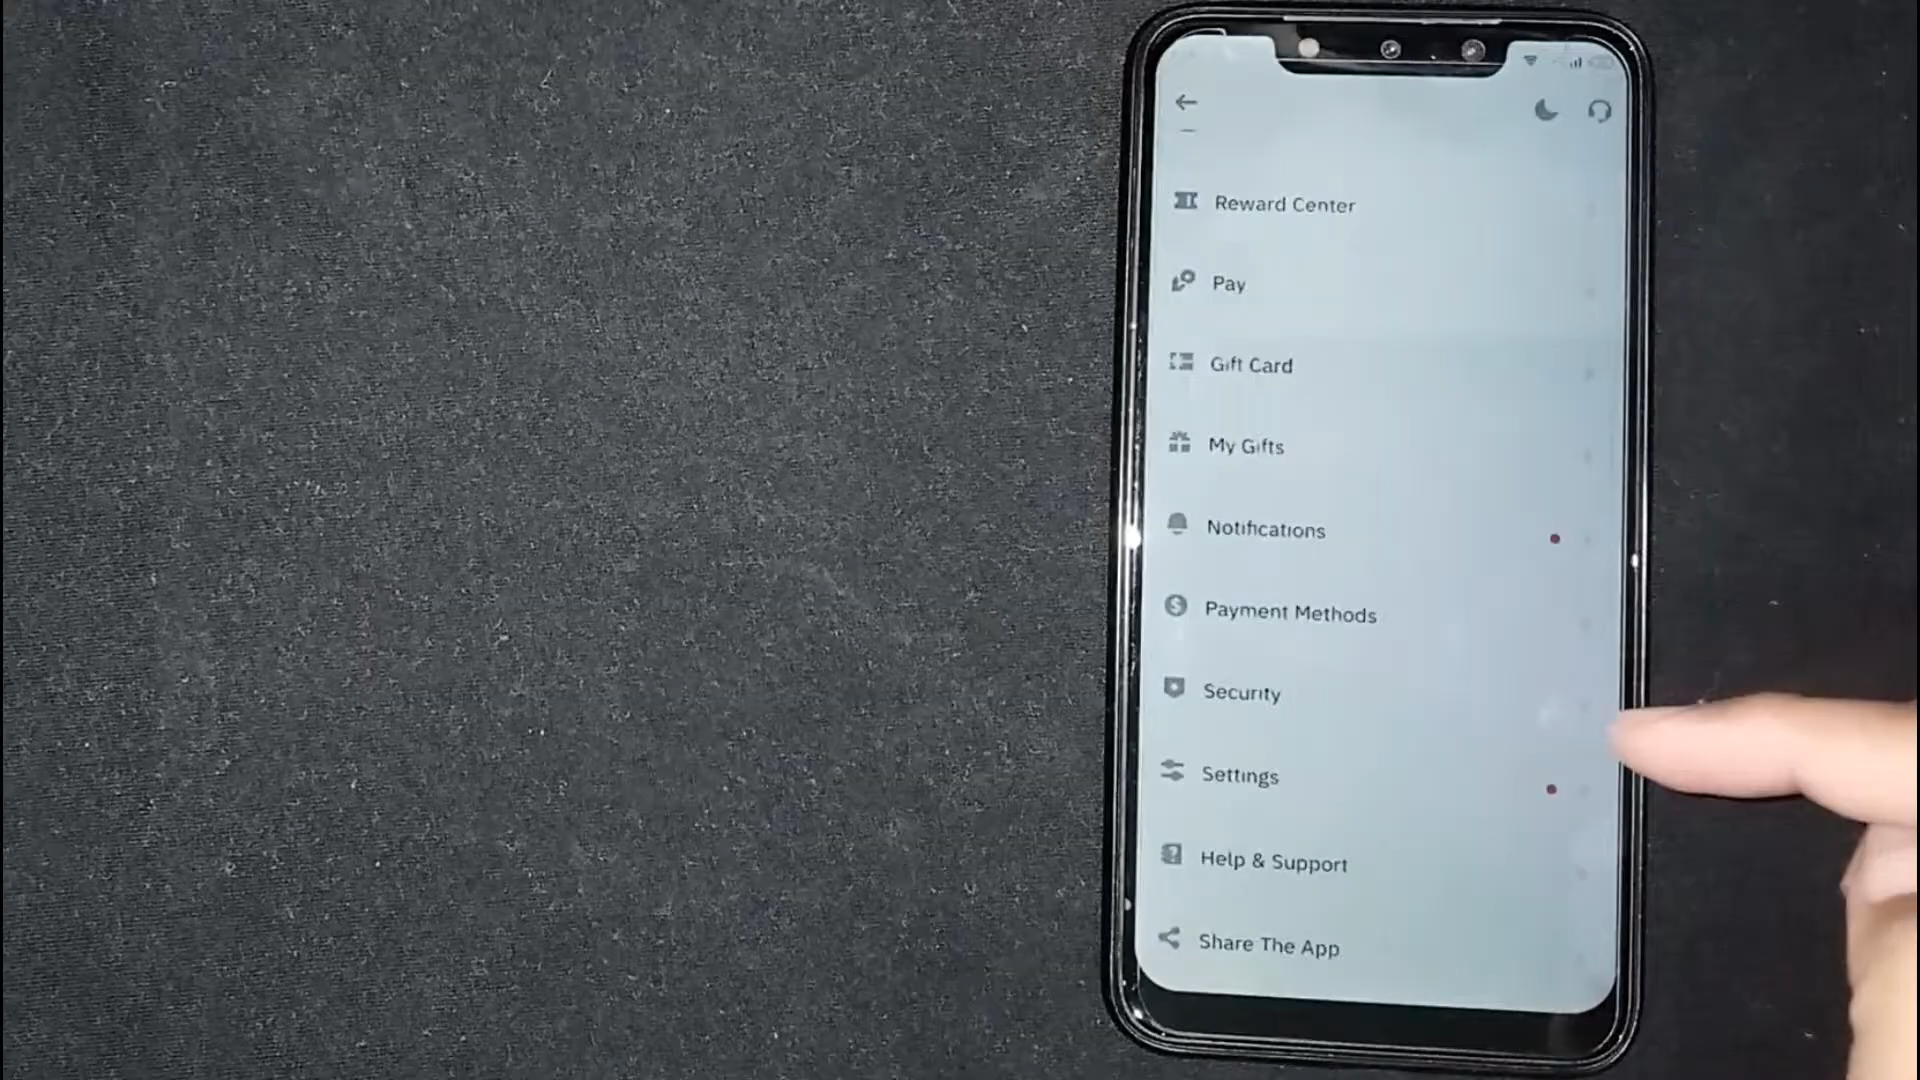 Reward Center
Pay
Gift Card
My Gifts
Notifications
Payment Methods
Security
Settings
Help & Support
Share The App